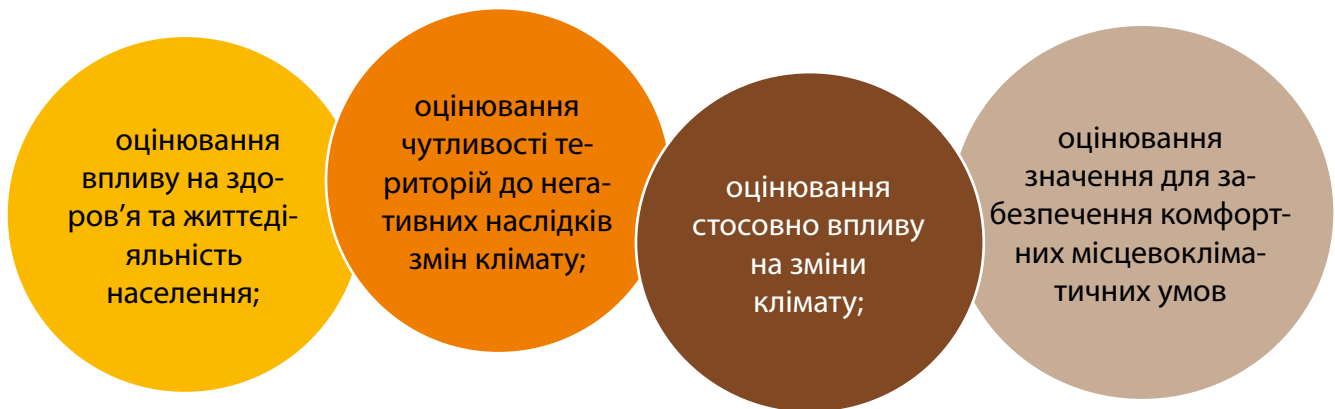 оцінювання
впливу на здо-
ров’я та життєді-
яльність
населення;
оцінювання
чутливості те-
риторій до нега-
тивних наслідків
змін клімату;
оцінювання
стосовно впливу
на зміни
клімату;
оцінювання
значення для за-
безпечення комфорт-
них місцевокліма-
тичних умов